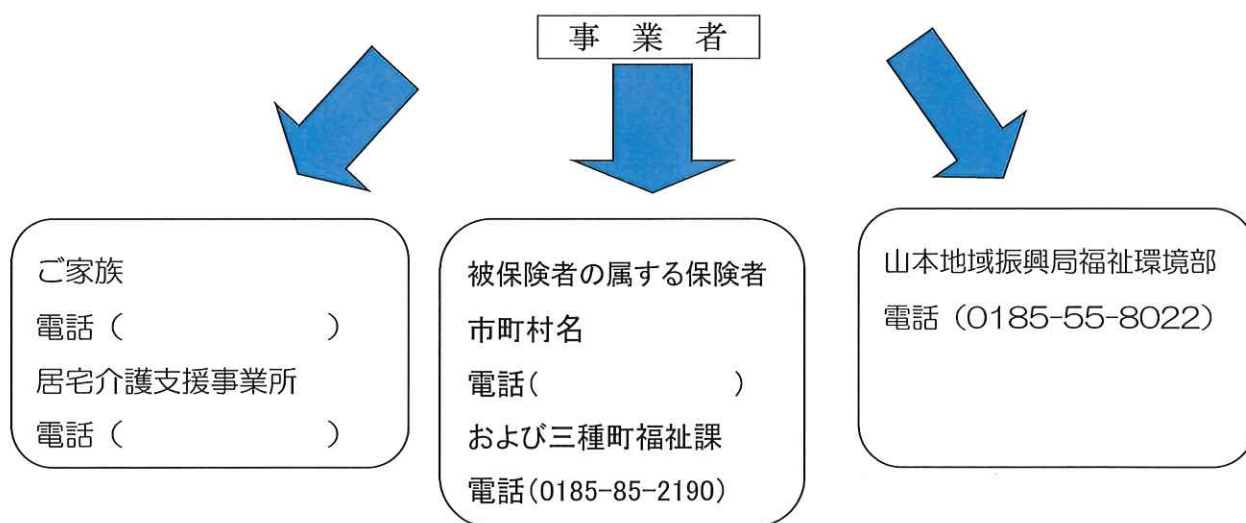 事 業 者
ご家族
電話（　　　　　　　）
居宅介護支援事業所
電話（　　　　　　　）
被保険者の属する保険者
市町村名
電話(　　　　　　　)
および三種町福祉課
電話(0185-85-2190)
山本地域振興局福祉環境部
電話（0185-55-8022）